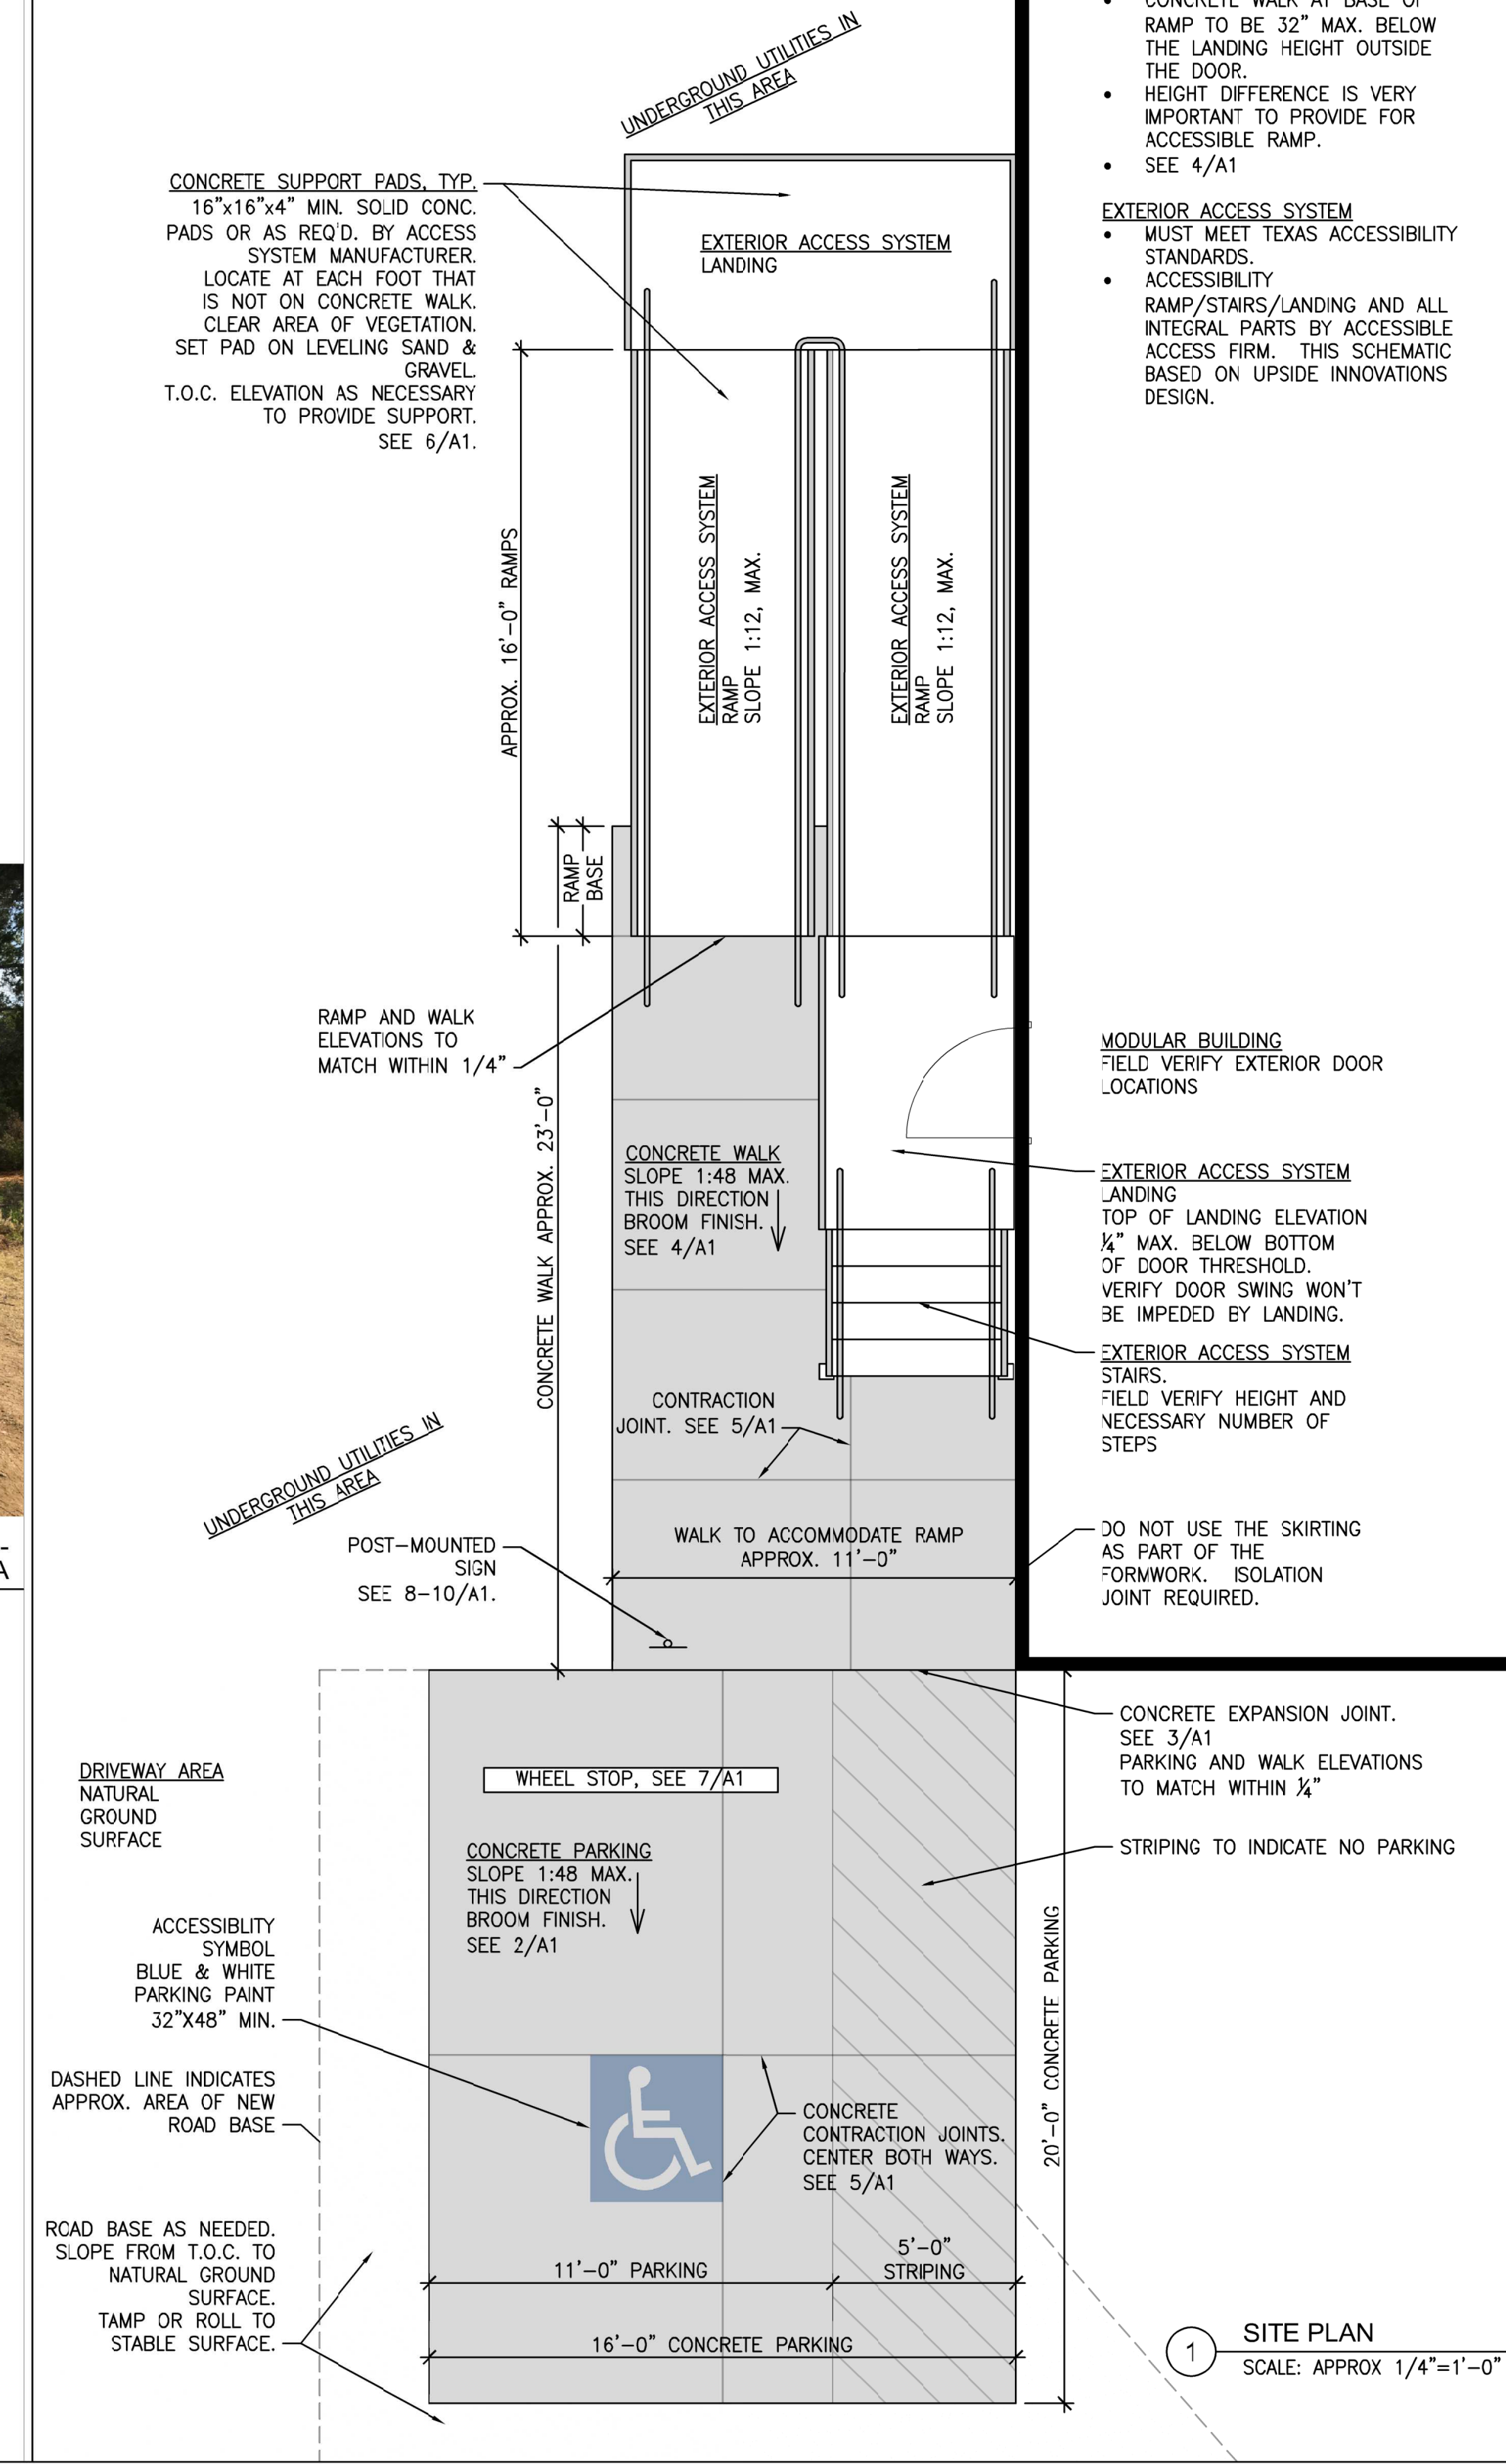 CONCRETE WALK AT BASE OF
RAMP TO BE 32" MAX. BELOW
THE LANDING HEIGHT OUTSIDE
THE DOOR.
• HEIGHT DIFFERENCE IS VERY
IMPORTANT TO PROVIDE FOR
ACCESSIBLE RAMP.
• SEE 4/A1
EXTERIOR ACCESS SYSTEM
• MUST MEET TEXAS ACCESSIBILITY
STANDARDS.
• ACCESSIBILITY
RAMP/STAIRS/LANDING AND ALL
INTEGRAL PARTS BY ACCESSIBLE
ACCESS FIRM. THIS SCHEMATIC
BASED ON UPSIDE INNOVATIONS
DESIGN.
UNDERGROUND UTILITIES IN
THIS AREA
CONCRETE SUPPORT PADS, TYP.
16"x16"x4" MIN. SOLID CONC.
PADS OR AS REQ'D. BY ACCESS
SYSTEM MANUFACTURER.
LOCATE AT EACH FOOT THAT
IS NOT ON CONCRETE WALK.
CLEAR AREA OF VEGETATION.
SET PAD ON LEVELING SAND &
GRAVEL.
T.O.C. ELEVATION AS NECESSARY
TO PROVIDE SUPPORT.
SEE 6/A1.
EXTERIOR ACCESS SYSTEM
LANDING
APPROX. 16'-0" RAMPS
EXTERIOR ACCESS SYSTEM
RAMP
SLOPE 1:12, MAX.
EXTERIOR ACCESS SYSTEM
RAMP
SLOPE 1:12, MAX.
RAMP
BASE
RAMP AND WALK
ELEVATIONS TO
MATCH WITHIN 1/4"
CONCRETE WALK APPROX. 23'-0"
CONCRETE WALK
SLOPE 1:48 MAX.
THIS DIRECTION
BROOM FINISH.
SEE 4/A1
MODULAR BUILDING
FIELD VERIFY EXTERIOR DOOR
LOCATIONS
EXTERIOR ACCESS SYSTEM
LANDING
TOP OF LANDING ELEVATION
¼" MAX. BELOW BOTTOM
OF DOOR THRESHOLD.
VERIFY DOOR SWING WON'T
BE IMPEDED BY LANDING.
EXTERIOR ACCESS SYSTEM
STAIRS.
FIELD VERIFY HEIGHT AND
NECESSARY NUMBER OF
STEPS
CONTRACTION
JOINT. SEE 5/A1
UNDERGROUND UTILITIES IN
THIS AREA
POST-MOUNTED
SIGN
SEE 8-10/A1.
WALK TO ACCOMMODATE RAMP
APPROX. 11'-0"
DO NOT USE THE SKIRTING
AS PART OF THE
FORMWORK. ISOLATION
JOINT REQUIRED.
CONCRETE EXPANSION JOINT.
SEE 3/A1
PARKING AND WALK ELEVATIONS
TO MATCH WITHIN ¼"
DRIVEWAY AREA
NATURAL
GROUND
SURFACE
WHEEL STOP, SEE 7/A1
STRIPING TO INDICATE NO PARKING
CONCRETE PARKING
SLOPE 1:48 MAX.
THIS DIRECTION
BROOM FINISH.
SEE 2/A1
ACCESSIBLITY
SYMBOL
BLUE & WHITE
PARKING PAINT
32"X48" MIN.
20'-0" CONCRETE PARKING
DASHED LINE INDICATES
APPROX. AREA OF NEW
ROAD BASE
CONCRETE
CONTRACTION JOINTS.
CENTER BOTH WAYS.
SEE 5/A1
ROAD BASE AS NEEDED.
SLOPE FROM T.O.C. TO
NATURAL GROUND
SURFACE.
TAMP OR ROLL TO
STABLE SURFACE.
11'-0" PARKING
5'-0"
STRIPING
16'-0" CONCRETE PARKING
1
SITE PLAN
SCALE: APPROX 1/4"=1'-0"